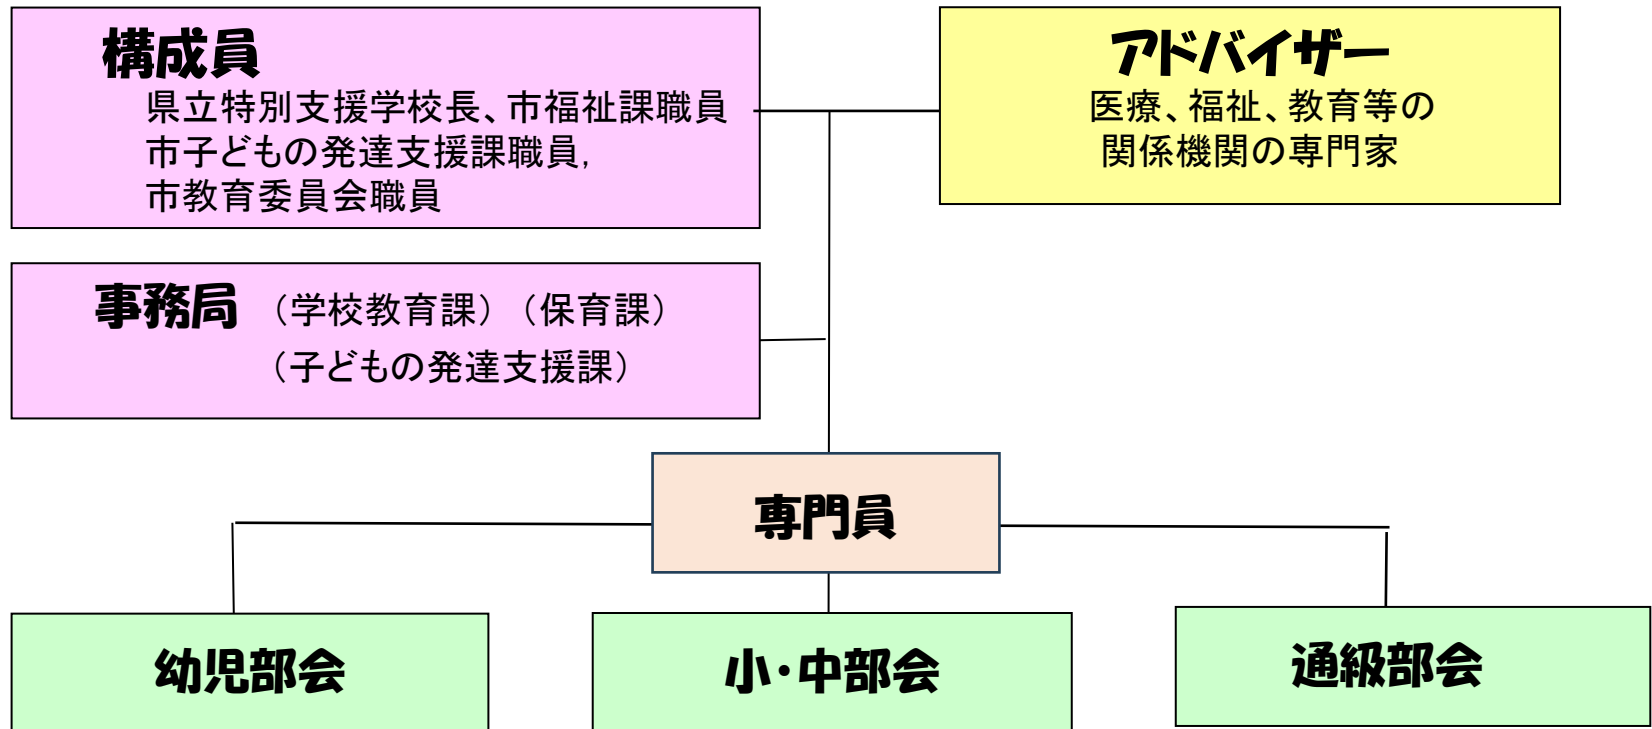 構成員
県立特別支援学校長、市福祉課職員
市子どもの発達支援課職員,
市教育委員会職員
アドバイザー
医療、福祉、教育等の
関係機関の専門家
事務局 （学校教育課）（保育課）
（子どもの発達支援課）
専門員
幼児部会
小・中部会
通級部会